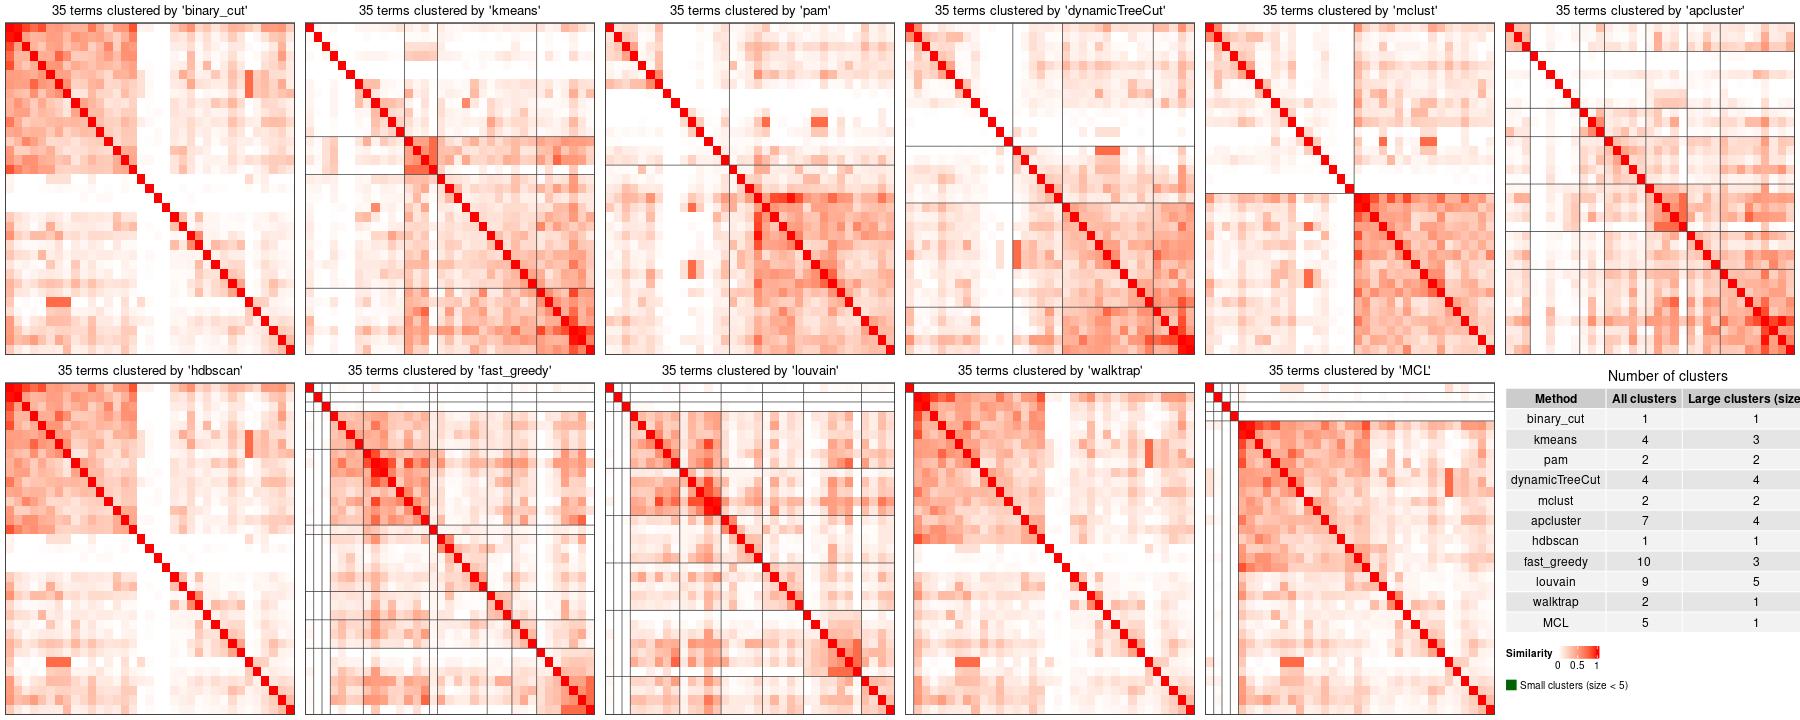 35 terms clustered by 'binary_cut'
35 terms clustered by 'kmeans'
35 terms clustered by 'pam'
35 terms clustered by 'dynamicTreeCut'
35 terms clustered by 'mclust'
35 terms clustered by 'apcluster'
35 terms clustered by 'hdbscan'
35 terms clustered by 'fast_greedy'
35 terms clustered by 'louvain'
35 terms clustered by 'walktrap'
35 terms clustered by 'MCL'
Number of clusters
Method All clusters Large clusters (size
binary_cut 1 1
kmeans 4 3
pam 2 2
dynamicTreeCut 4 4
mclust 2 2
apcluster 7 4
hdbscan 1 1
fast_greedy 10 3
louvain 9 5
walktrap 2 1
MCL 5 1
Similarity
0 0.5 1
Small clusters (size < 5)